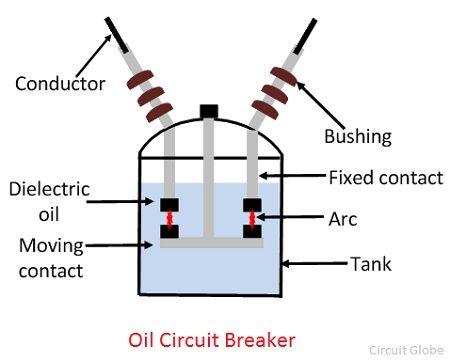 Conductor
Bushing
Fixed contact
Dielectric
oil
Arc
Moving
contact
Tank
Oil Circuit Breaker
Circuit Globe